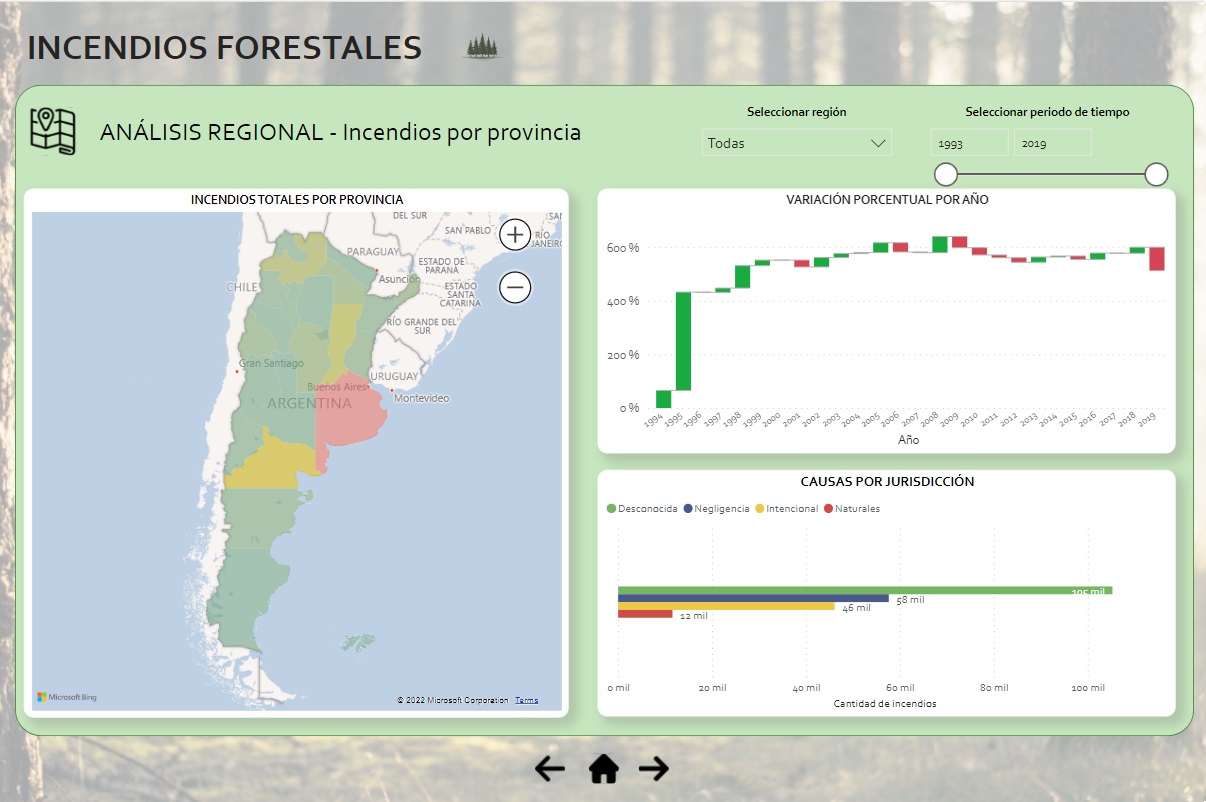 INCENDIOS FORESTALES
ANÁLISIS REGIONAL - Incendios por provincia
Seleccionar región
Todas
Seleccionar periodo de tiempo
1993
2019
INCENDIOS TOTALES POR PROVINCIA
DEL SUR
SAN PABLO
RÍO
JANEIRO
PARAGUAY
Asunción
ESTADO DE
PARANÁ
CHILE
ESTADO
SANTA
CATARINA
RÍO GRANDE DEL
SUR
Gran Santiago
URUGUAY
Buenos Aires
Montevideo
ARGENTINA
Microsoft Bing
© 2022 Microsoft Corporation
Terms
VARIACIÓN PORCENTUAL POR AÑO
600 %
400 %
200 %
0 %
1994
1995
1996
1997
1998
1999
2000
2001
2002
2003
2004
2005
2006
2007
2008
2009
2010
2011
2012
2013
2014
2015
2016
2017
2018
2019
Año
CAUSAS POR JURISDICCIÓN
Desconocida Negligencia Intencional Naturales
105 mil
58 mil
46 mil
12 mil
0 mil
20 mil
40 mil
60 mil
80 mil
100 mil
Cantidad de incendios